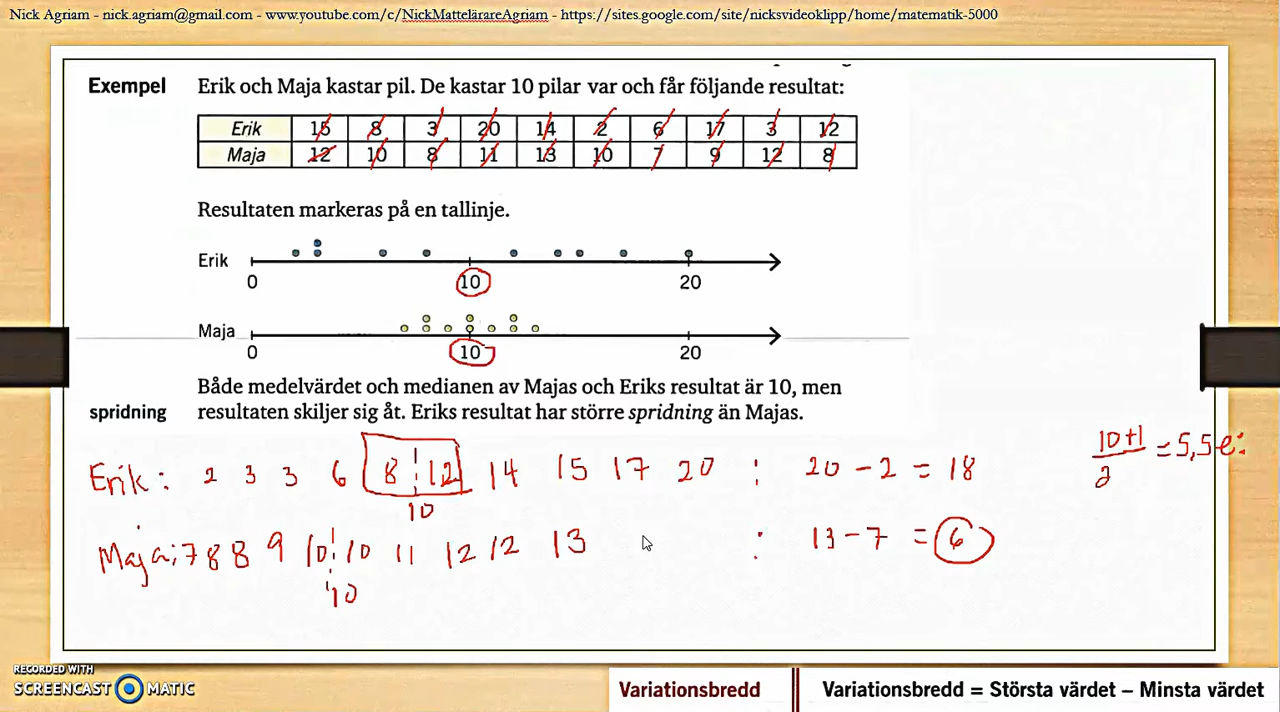 Nick Agriam - nick.agriam@gmail.com - www.youtube.com/c/NickMattelärareAgriam - https://sites.google.com/site/nicksvideoklipp/home/matematik-5000
Exempel Erik och Maja kastar pil. De kastar 10 pilar var och får följande resultat:
Erik 15 8 3 20 14 2 6 17 3 12
Maja 12 10 8 11 13 10 7 9 12 8
Resultaten markeras på en tallinje.
Erik
0 10 20
Maja
0 10 20
Både medelvärdet och medianen av Majas och Eriks resultat är 10, men
spridning resultaten skiljer sig åt. Eriks resultat har större spridning än Majas.
10+1
2 = 5,5e:
Erik: 2 3 3 6 8 12 14 15 17 20 : 20 - 2 = 18
10
Maja: 7 8 8 9 10 10 11 12 12 13 : 13 - 7 = 6
10
RECORDED WITH
SCREENCAST MATIC
Variationsbredd Variationsbredd = Största värdet – Minsta värdet